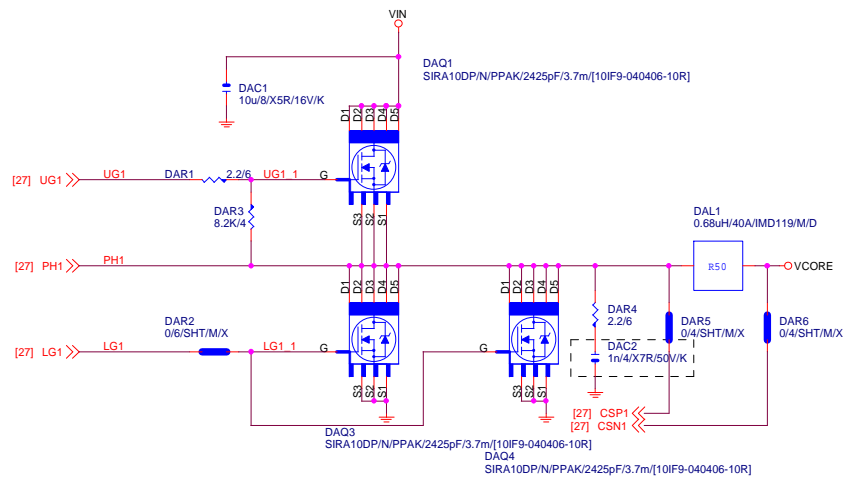 VIN
DAQ1
SIRA10DP/N/PPAK/2425pF/3.7m/[10IF9-040406-10R]
DAC1
10u/8/X5R/16V/K
D1 D2 D3 D4 D5
[27] UG1 UG1 DAR1 2.2/6 UG1_1 G
DAR3
8.2K/4
S3 S2 S1
DAL1
0.68uH/40A/IMD119/M/D
[27] PH1 PH1 R50 VCORE
D1 D2 D3 D4 D5 D1 D2 D3 D4 D5
DAR4
2.2/6
DAR2
0/6/SHT/M/X
DAR5
0/4/SHT/M/X
DAR6
0/4/SHT/M/X
[27] LG1 LG1 LG1_1 G G
DAC2
1n/4/X7R/50V/K
S3 S2 S1 S3 S2 S1
[27] CSP1
[27] CSN1
DAQ3
SIRA10DP/N/PPAK/2425pF/3.7m/[10IF9-040406-10R]
DAQ4
SIRA10DP/N/PPAK/2425pF/3.7m/[10IF9-040406-10R]